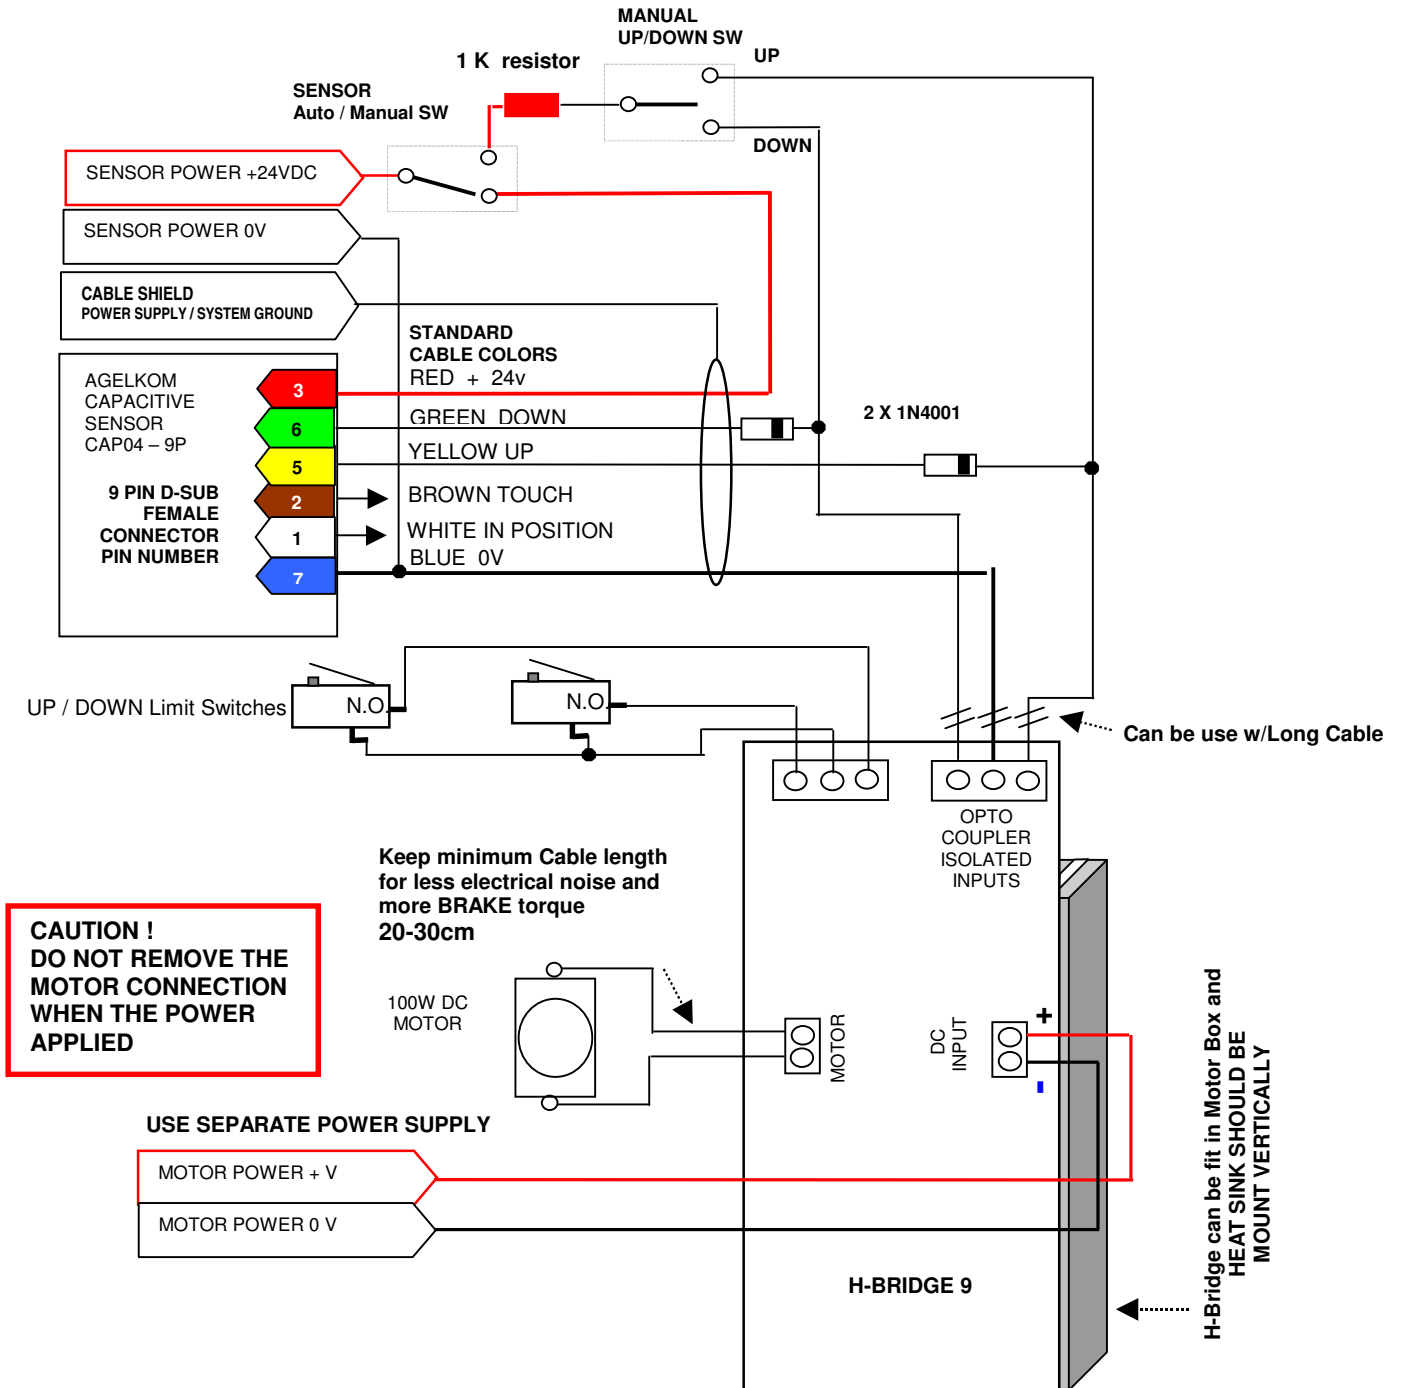 MANUAL
UP/DOWN SW
UP
1 K  resistor
SENSOR
Auto / Manual SW
DOWN
SENSOR POWER +24VDC
SENSOR POWER 0V
CABLE SHIELD
POWER SUPPLY / SYSTEM GROUND
STANDARD
CABLE COLORS
RED + 24v
AGELKOM
CAPACITIVE
SENSOR
CAP04 – 9P
3
GREEN DOWN
6
2 X 1N4001
YELLOW UP
5
9 PIN D-SUB
FEMALE
CONNECTOR
PIN NUMBER
BROWN TOUCH
2
WHITE IN POSITION
1
BLUE 0V
7
UP / DOWN Limit Switches
N.O.
N.O.
Can be use w/Long Cable
OPTO
COUPLER
ISOLATED
INPUTS
Keep minimum Cable length
for less electrical noise and
more BRAKE torque
20-30cm
CAUTION !
DO NOT REMOVE THE
MOTOR CONNECTION
WHEN THE POWER
APPLIED
100W DC
MOTOR
MOTOR
DC
INPUT
+
-
USE SEPARATE POWER SUPPLY
MOTOR POWER + V
MOTOR POWER 0 V
H-BRIDGE 9
H-Bridge can be fit in Motor Box and
HEAT SINK SHOULD BE
MOUNT VERTICALLY